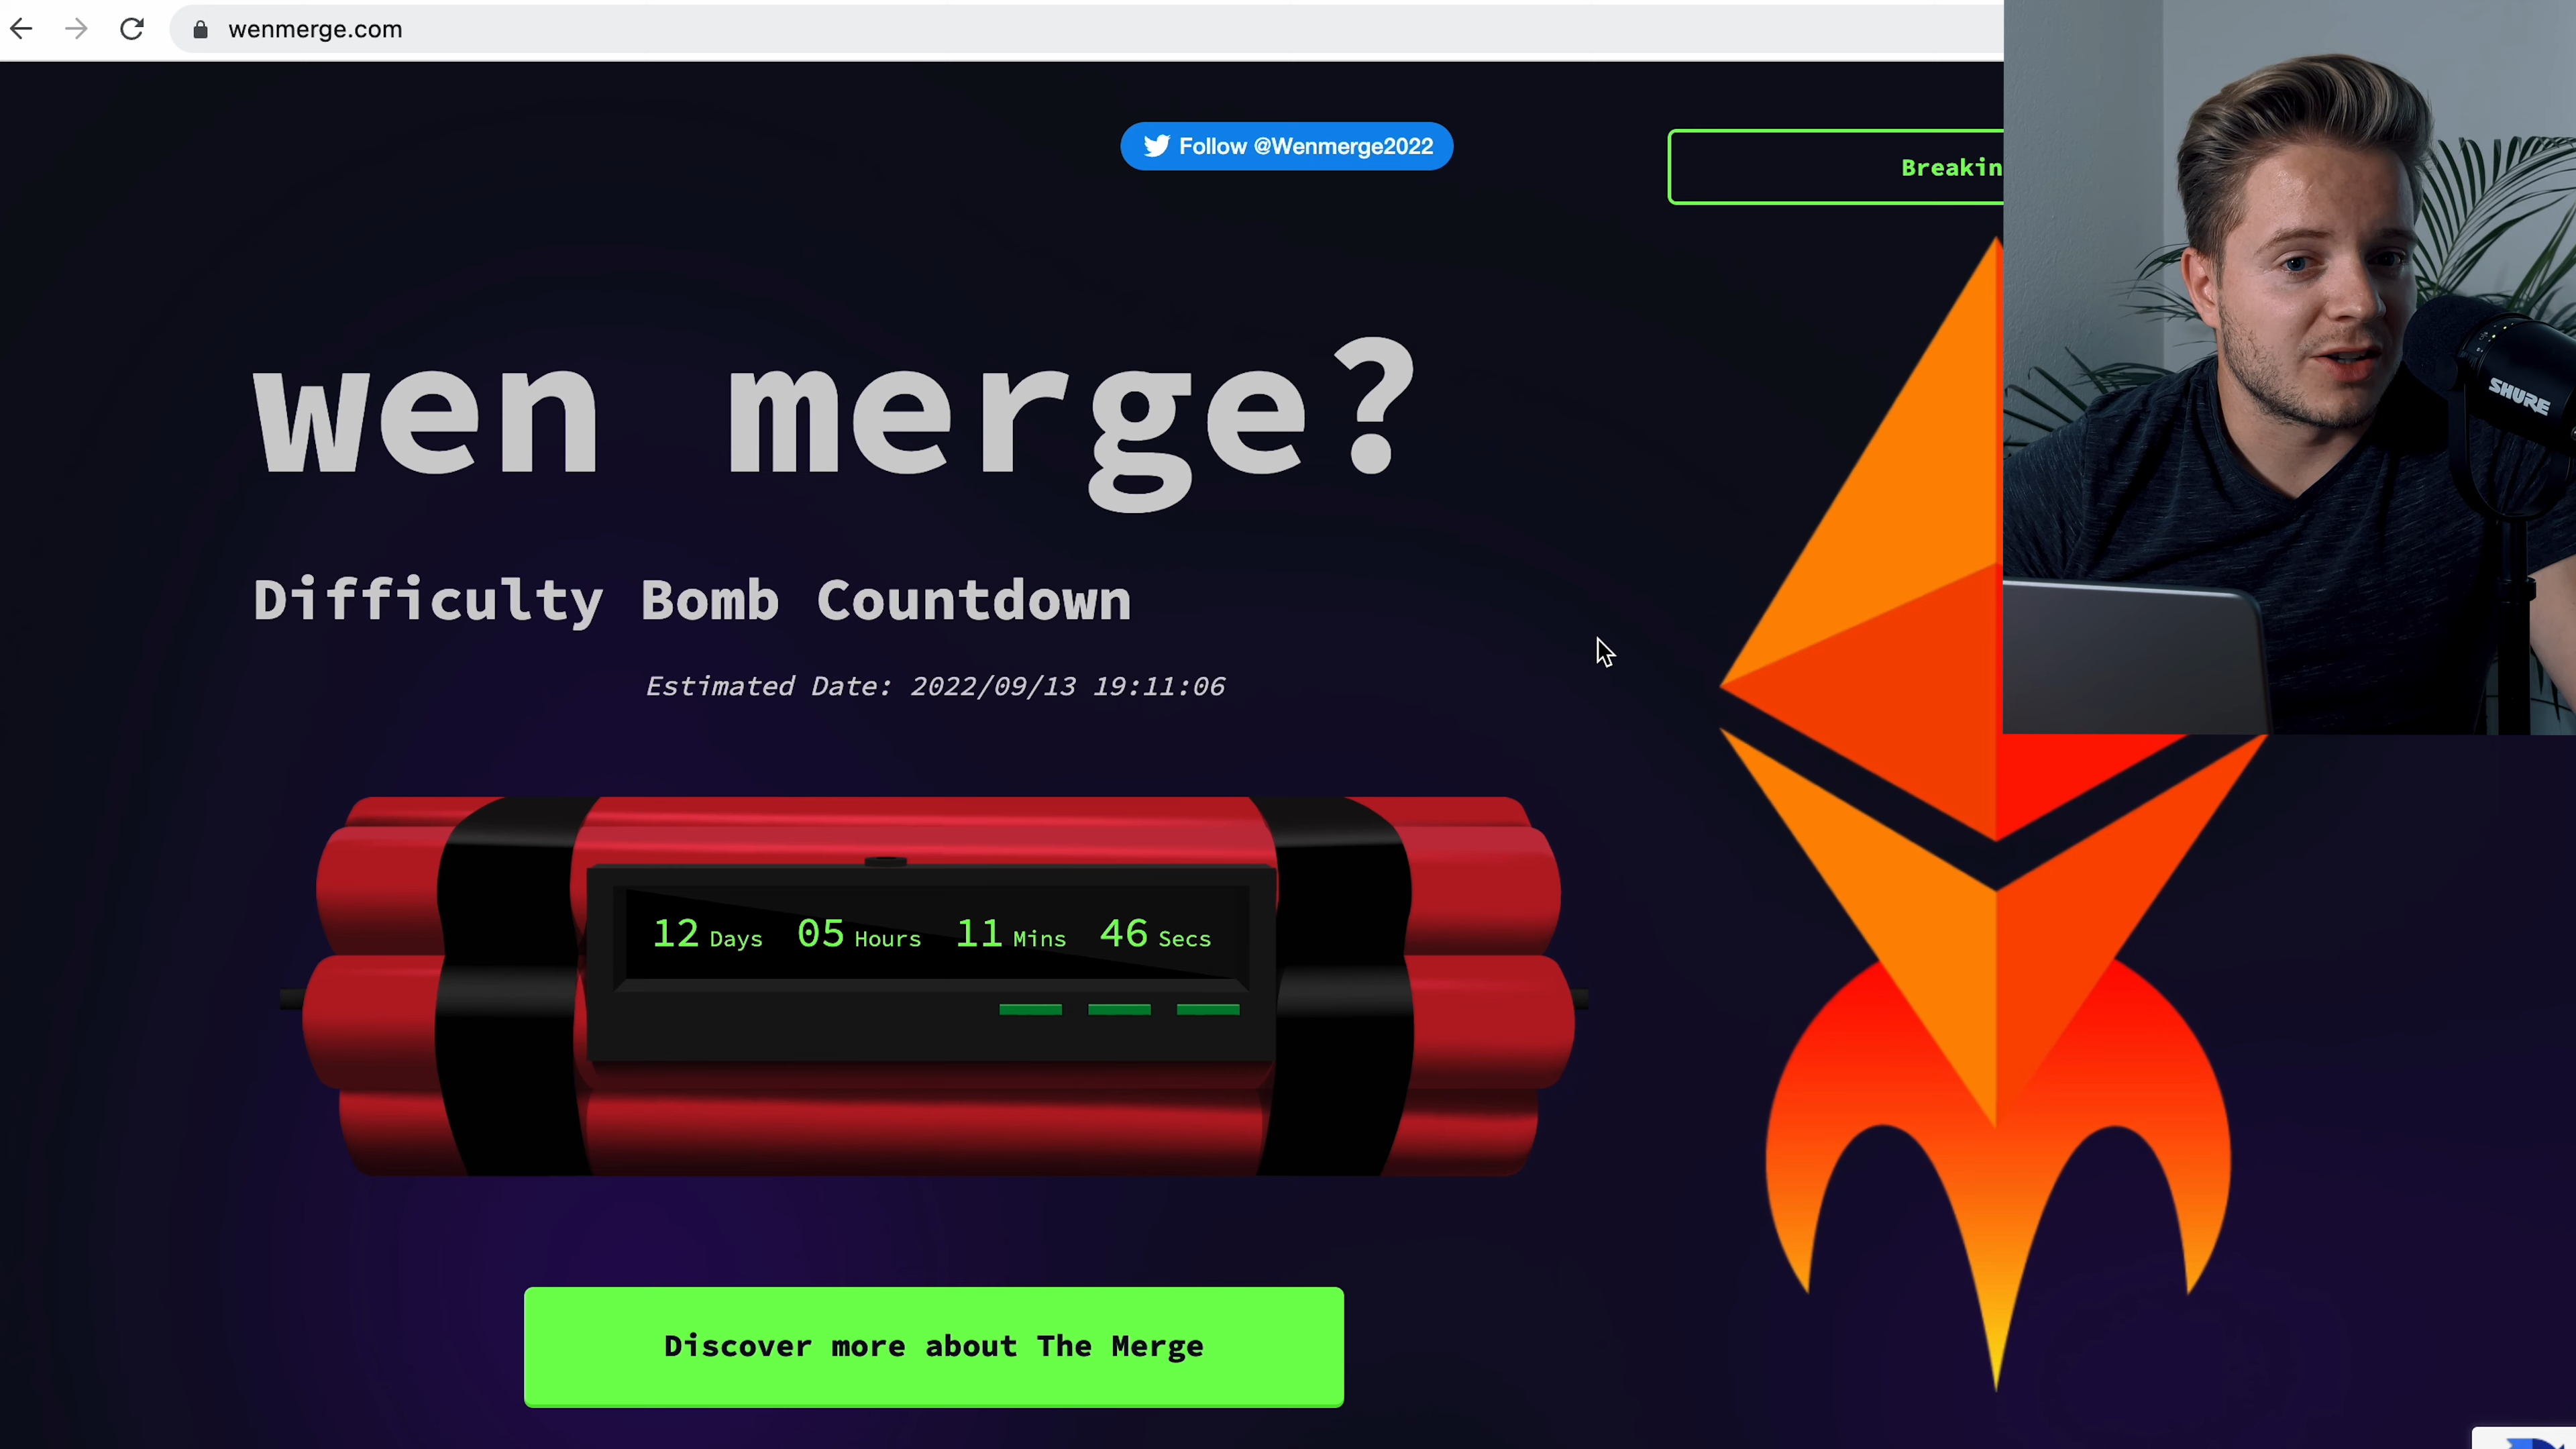 wenmerge.com
Follow @Wenmerge2022
Breakin
SHURE
wen merge?
Difficulty Bomb Countdown
Estimated Date: 2022/09/13 19:11:06
12 Days 05 Hours 11 Mins 46 Secs
Discover more about The Merge